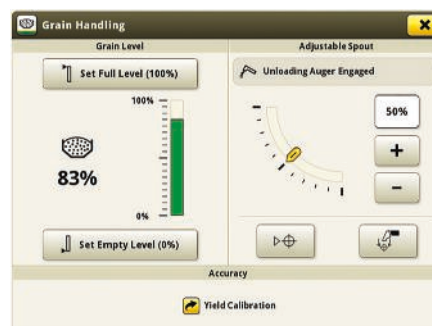 Grain Handling
Grain Level
Adjustable Spout
Set Full Level (100%)
Unloading Auger Engaged
100%
50%
+
83%
−
0%
Set Empty Level (0%)
Accuracy
Yield Calibration